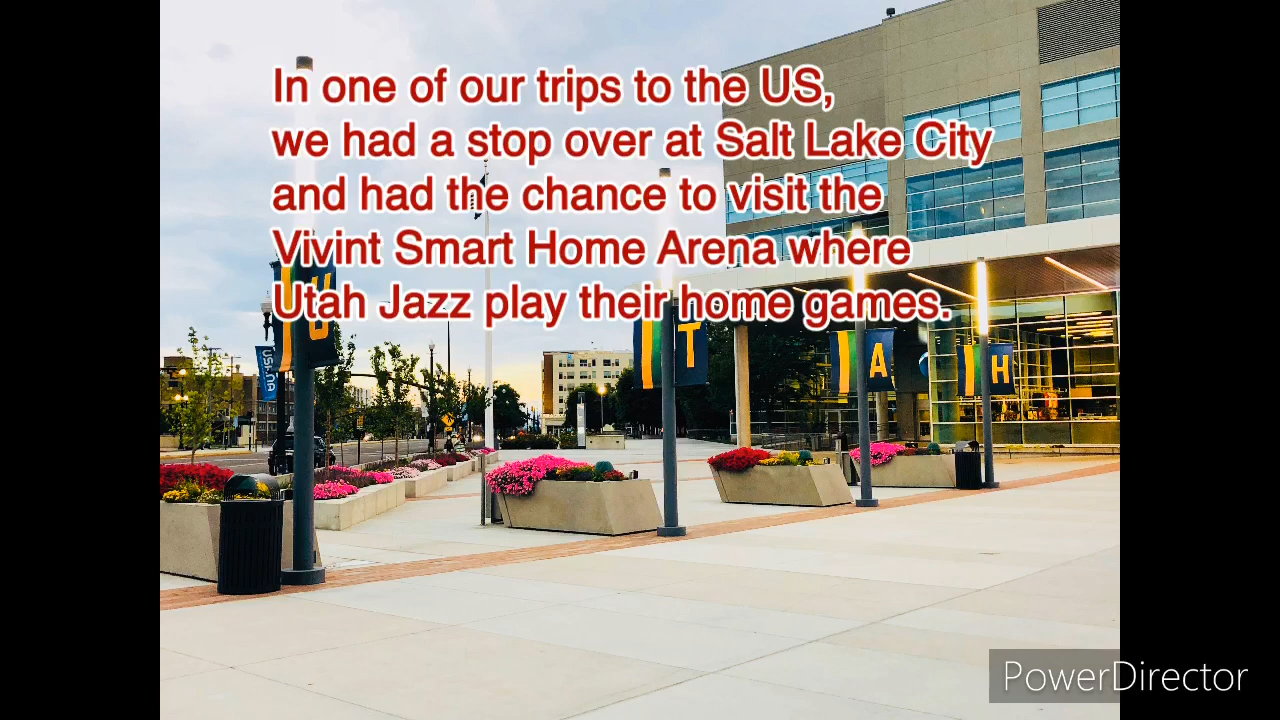 In one of our trips to the US,
we had a stop over at Salt Lake City
and had the chance to visit the
Vivint Smart Home Arena where
Utah Jazz play their home games.
U
T
A
H
PowerDirector